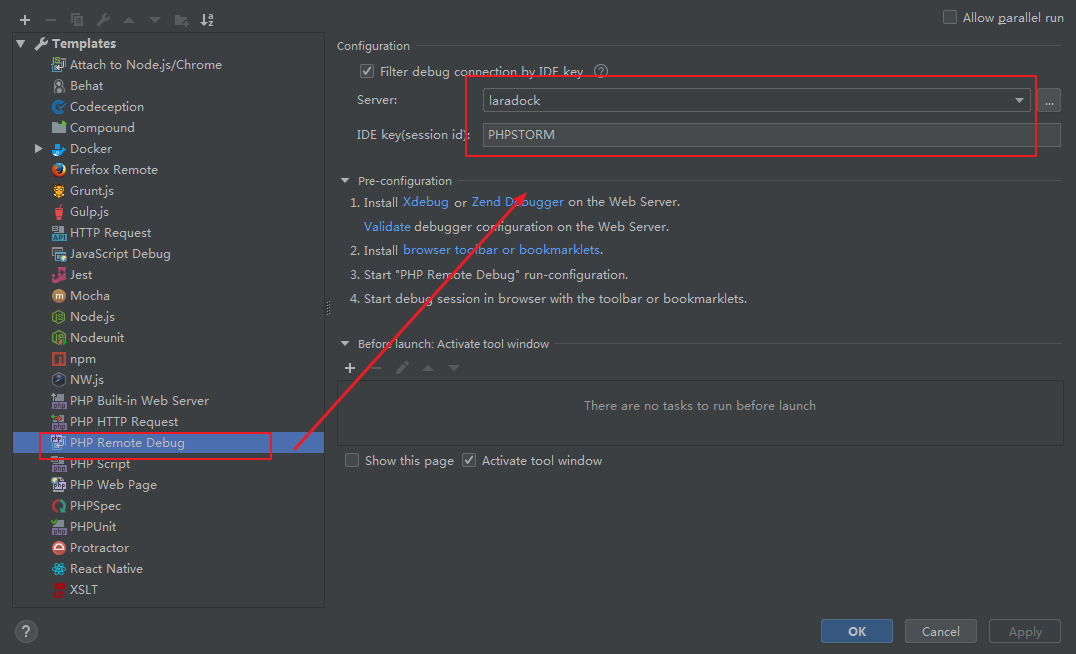 Allow parallel run
Templates
Attach to Node.js/Chrome
Behat
Codeception
Compound
Docker
Firefox Remote
Grunt.js
Gulp.js
HTTP Request
JavaScript Debug
Jest
Mocha
Node.js
Nodeunit
npm
NW.js
PHP Built-in Web Server
PHP HTTP Request
PHP Remote Debug
PHP Script
PHP Web Page
PHPSpec
PHPUnit
Protractor
React Native
XSLT
Configuration
Filter debug connection by IDE key
Server: laradock ...
IDE key(session id): PHPSTORM
Pre-configuration
1. Install Xdebug or Zend Debugger on the Web Server.
Validate debugger configuration on the Web Server.
2. Install browser toolbar or bookmarklets.
3. Start "PHP Remote Debug" run-configuration.
4. Start debug session in browser with the toolbar or bookmarklets.
Before launch: Activate tool window
There are no tasks to run before launch
Show this page Activate tool window
? OK Cancel Apply